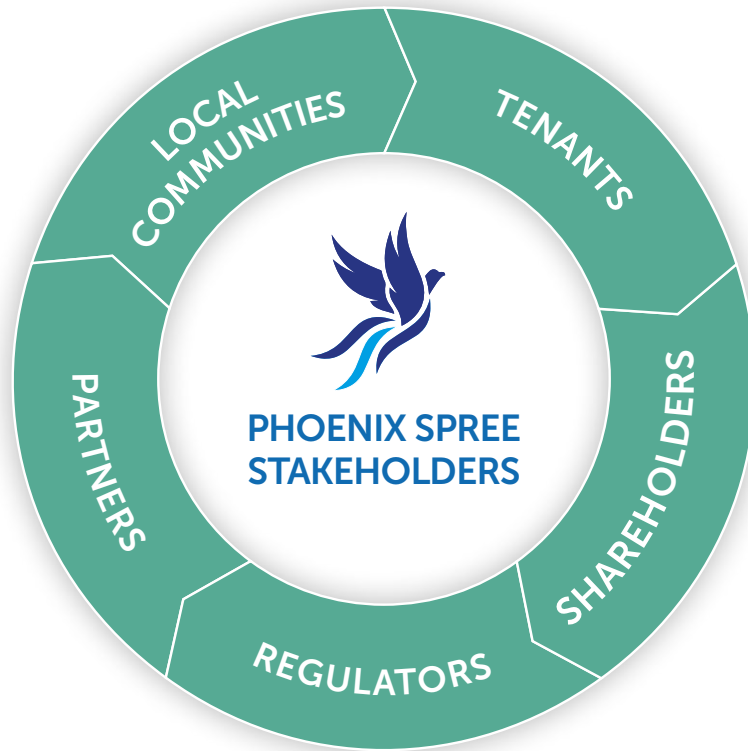 LOCAL
COMMUNITIES
TENANTS
SHAREHOLDERS
REGULATORS
PARTNERS
PHOENIX SPREE
STAKEHOLDERS